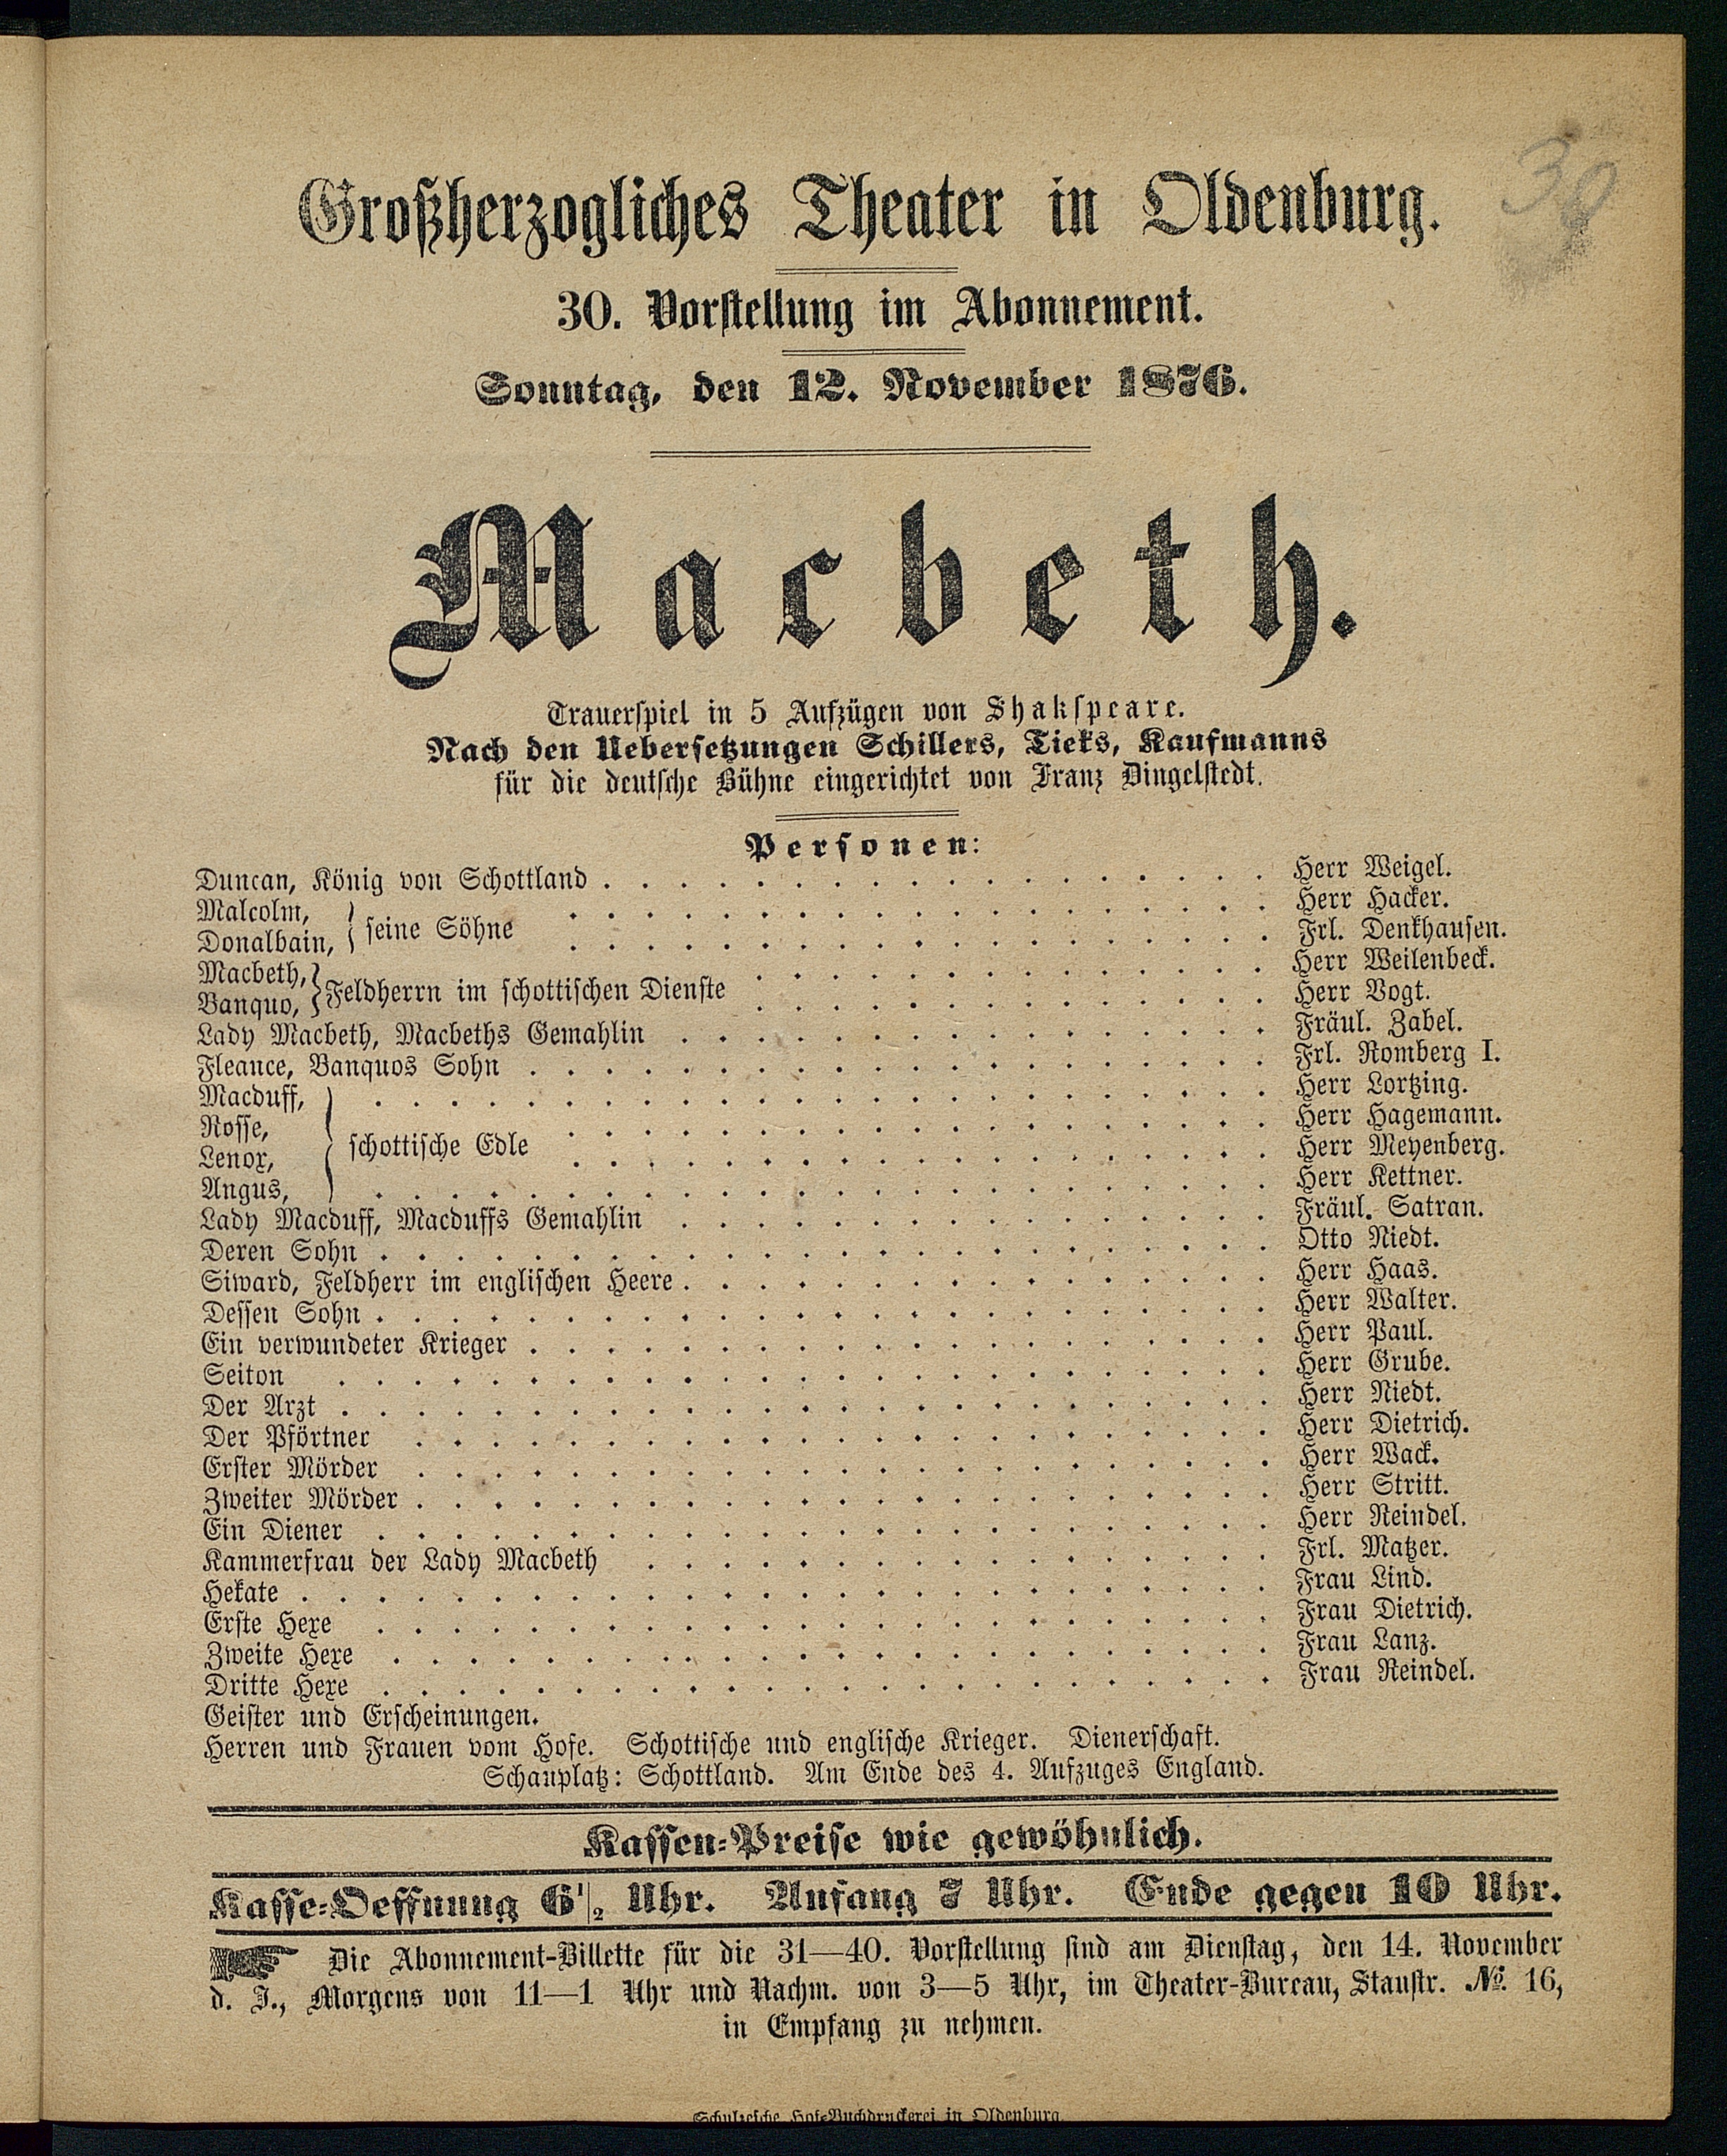 30
Großherzogliches Theater in Oldenburg.
30. Vorstellung im Abonnement.
Sonntag, den 12. November 1876.
Macbeth.
Trauerspiel in 5 Aufzügen von Shakspeare.
Nach den Uebersetzungen Schillers, Tieks, Kaufmanns
für die deutsche Bühne eingerichtet von Franz Dingelstedt.
Personen:
Duncan, König von Schottland . . . . . Herr Weigel.
Malcolm, } seine Söhne . . . . . Herr Hacker.
Donalbain, } . . . . . Frl. Denkhausen.
Macbeth, } Feldherrn im schottischen Dienste . . . . . Herr Weilenbeck.
Banquo, } . . . . . Herr Vogt.
Lady Macbeth, Macbeths Gemahlin . . . . . Fräul. Zabel.
Fleance, Banquos Sohn . . . . . Frl. Romberg I.
Macduff, } . . . . . Herr Lortzing.
Rosse, } schottische Edle . . . . . Herr Hagemann.
Lenox, } . . . . . Herr Meyenberg.
Angus, } . . . . . Herr Kettner.
Lady Macduff, Macduffs Gemahlin . . . . . Fräul. Satran.
Deren Sohn . . . . . Otto Niedt.
Siward, Feldherr im englischen Heere . . . . . Herr Haas.
Dessen Sohn . . . . . Herr Walter.
Ein verwundeter Krieger . . . . . Herr Paul.
Seiton . . . . . Herr Grube.
Der Arzt . . . . . Herr Niedt.
Der Pförtner . . . . . Herr Dietrich.
Erster Mörder . . . . . Herr Wack.
Zweiter Mörder . . . . . Herr Stritt.
Ein Diener . . . . . Herr Reindel.
Kammerfrau der Lady Macbeth . . . . . Frl. Matzer.
Hekate . . . . . Frau Lind.
Erste Hexe . . . . . Frau Dietrich.
Zweite Hexe . . . . . Frau Lanz.
Dritte Hexe . . . . . Frau Reindel.
Geister und Erscheinungen.
Herren und Frauen vom Hofe. Schottische und englische Krieger. Dienerschaft.
Schauplatz: Schottland. Am Ende des 4. Aufzuges England.
Kassen-Preise wie gewöhnlich.
Kasse-Oeffnung 6 1/2 Uhr. Anfang 7 Uhr. Ende gegen 10 Uhr.
Die Abonnement-Billette für die 31—40. Vorstellung sind am Dienstag, den 14. November
d. J., Morgens von 11—1 Uhr und Nachm. von 3—5 Uhr, im Theater-Bureau, Staustr. № 16,
in Empfang zu nehmen.
Schulzesche Hof-Buchdruckerei in Oldenburg.